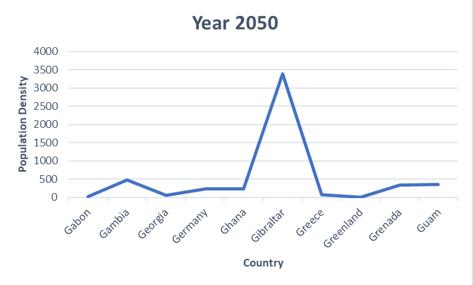 Year 2050
Population Density
4000
3500
3000
2500
2000
1500
1000
500
0
Gabon
Gambia
Georgia
Germany
Ghana
Gibraltar
Greece
Greenland
Grenada
Guam
Country